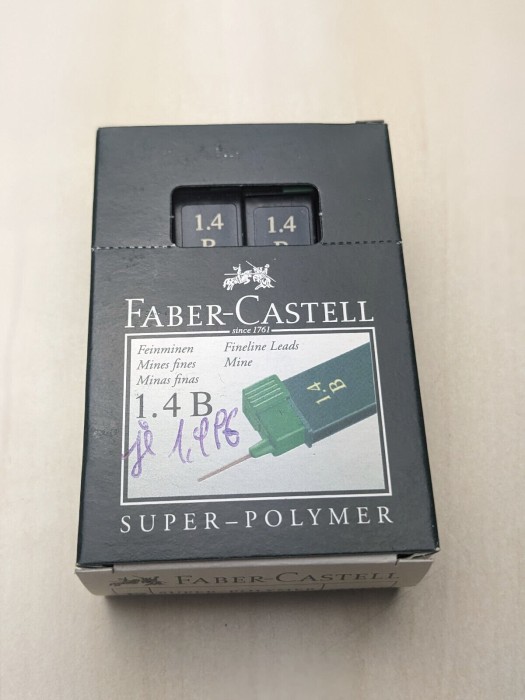 1.4 1.4
B B
FABER-CASTELL
since 1761
Feinminen Fineline Leads
Mines fines Mine
Minas finas
1.4 B
1.4
B
SUPER–POLYMER
FABER-CASTELL